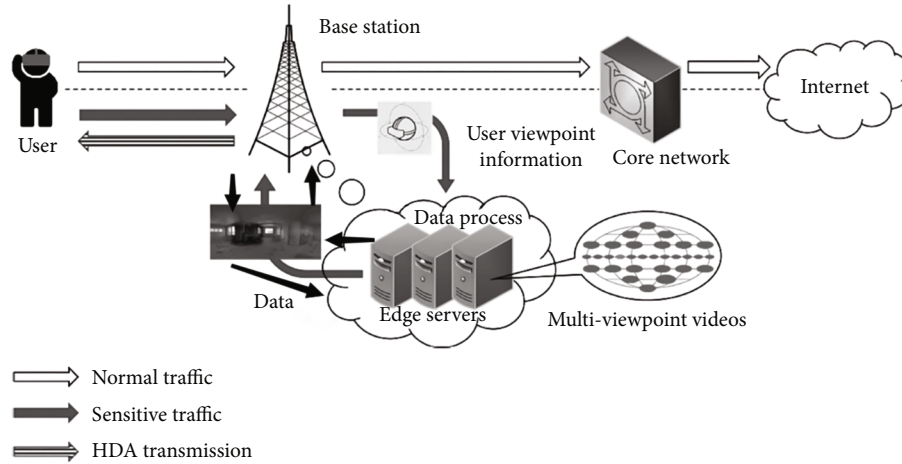 Base station
Internet
User
User viewpoint
information
Core network
Data process
Data
Edge servers
Multi-viewpoint videos
Normal traffic
Sensitive traffic
HDA transmission